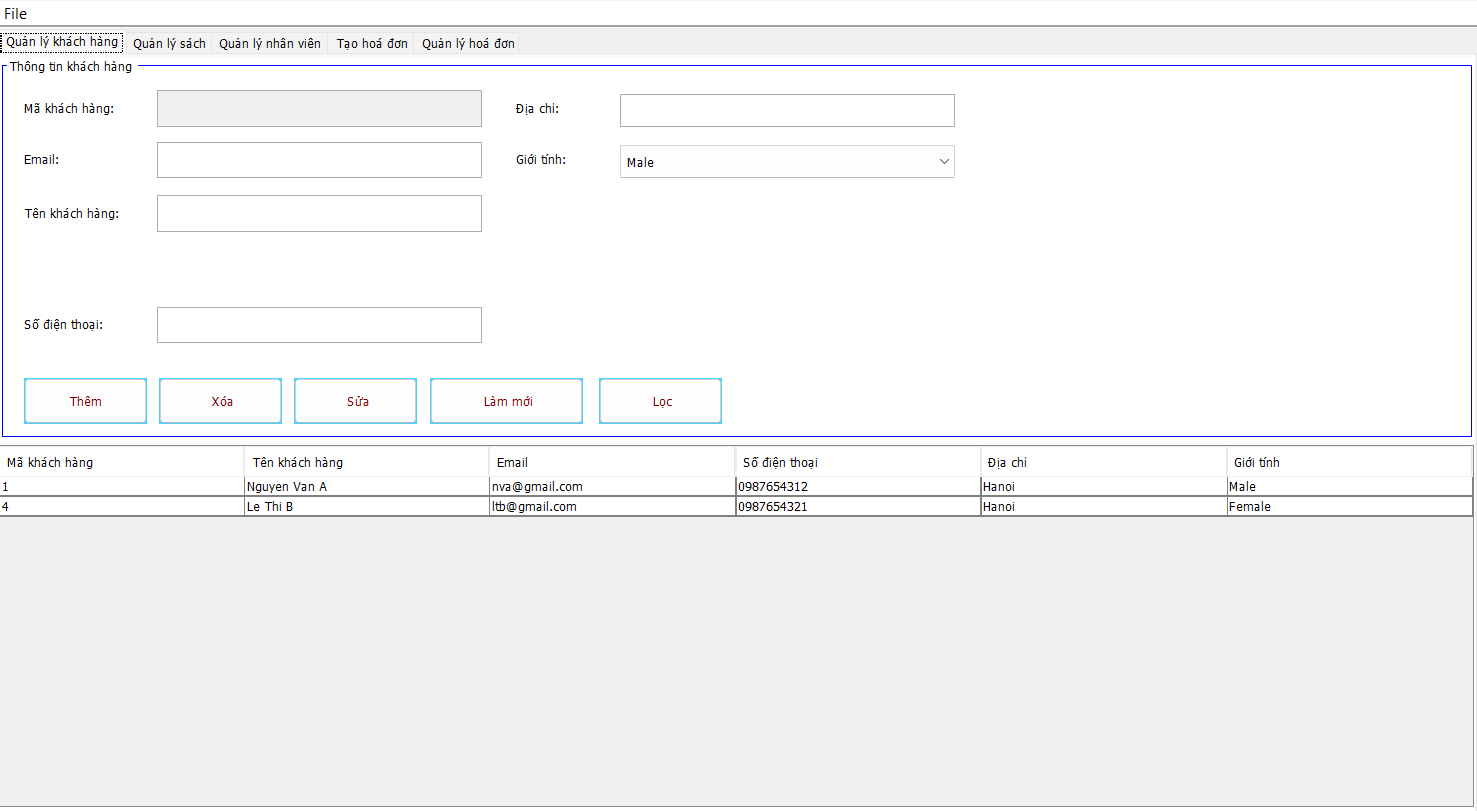 File
Quản lý khách hàng Quản lý sách Quản lý nhân viên Tạo hoá đơn Quản lý hoá đơn
Thông tin khách hàng
Mã khách hàng: Địa chỉ:
Email: Giới tính: Male
Tên khách hàng:
Số điện thoại:
Thêm Xóa Sửa Làm mới Lọc
Mã khách hàng Tên khách hàng Email Số điện thoại Địa chỉ Giới tính
1 Nguyen Van A nva@gmail.com 0987654312 Hanoi Male
4 Le Thi B ltb@gmail.com 0987654321 Hanoi Female